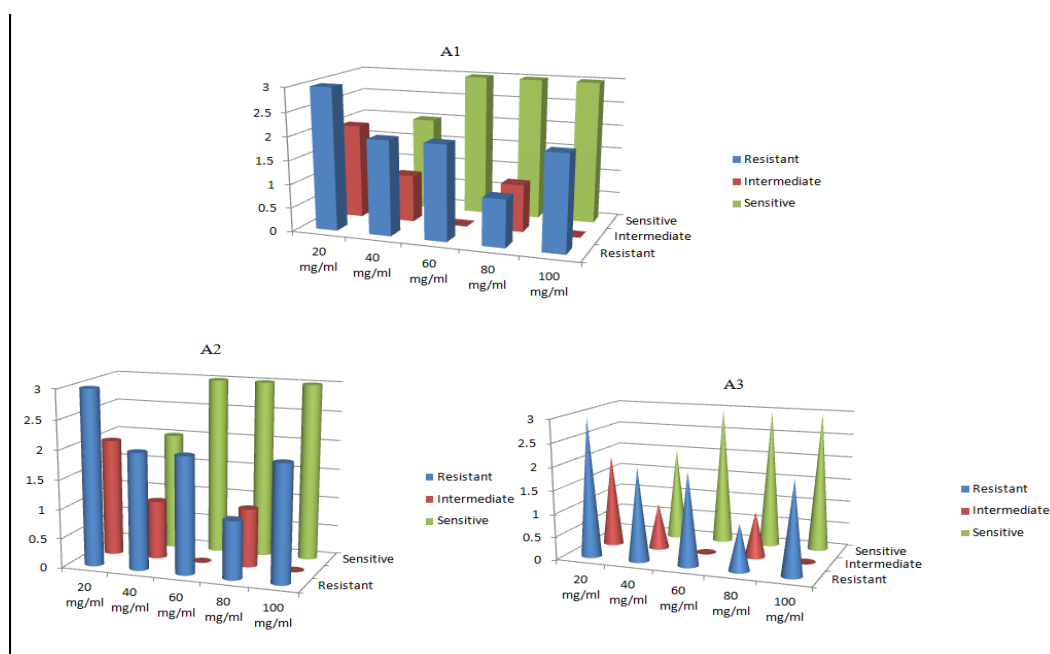 A1
3
2.5
2
1.5
1
0.5
0
20
mg/ml
40
mg/ml
60
mg/ml
80
mg/ml
100
mg/ml
Sensitive
Intermediate
Resistant
Resistant
Intermediate
Sensitive
A2
3
2.5
2
1.5
1
0.5
0
20
mg/ml
40
mg/ml
60
mg/ml
80
mg/ml
100
mg/ml
Sensitive
Resistant
Resistant
Intermediate
Sensitive
A3
3
2.5
2
1.5
1
0.5
0
20
mg/ml
40
mg/ml
60
mg/ml
80
mg/ml
100
mg/ml
Sensitive
Intermediate
Resistant
Resistant
Intermediate
Sensitive